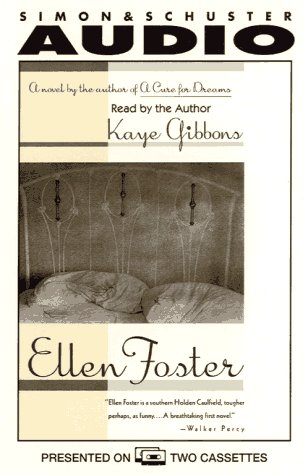 SIMON & SCHUSTER
AUDIO
A novel by the author of A Cure for Dreams
Read by the Author
Kaye Gibbons
Ellen Foster
"Ellen Foster is a southern Holden Caulfield, tougher
perhaps, as funny.... A breathtaking first novel."
—Walker Percy
PRESENTED ON TWO CASSETTES